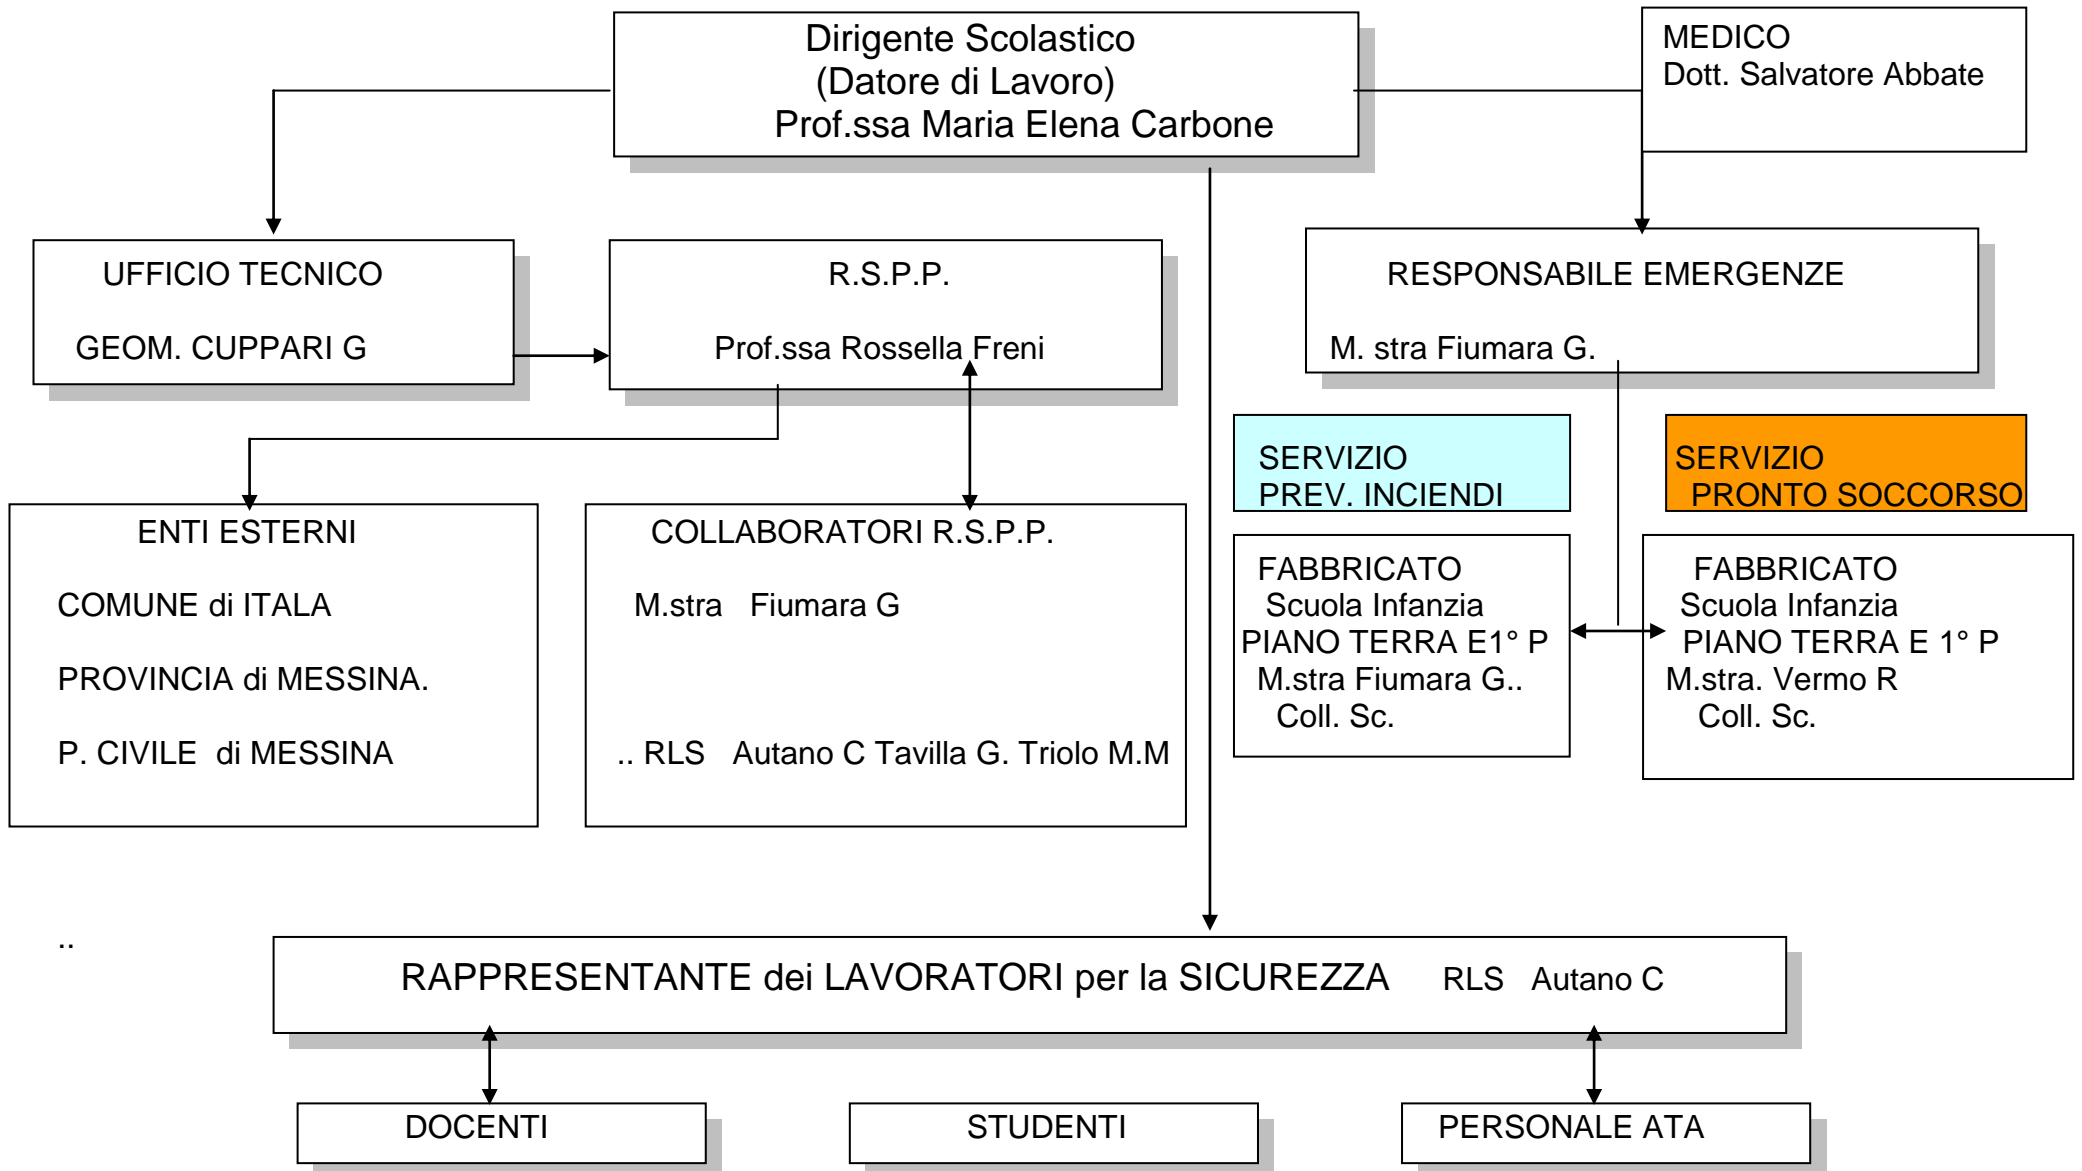 Dirigente Scolastico
(Datore di Lavoro)
Prof.ssa Maria Elena Carbone
MEDICO
Dott. Salvatore Abbate
UFFICIO TECNICO
GEOM. CUPPARI G
R.S.P.P.
Prof.ssa Rossella Freni
RESPONSABILE EMERGENZE
M. stra Fiumara G.
SERVIZIO
PREV. INCIENDI
SERVIZIO
PRONTO SOCCORSO
ENTI ESTERNI
COMUNE di ITALA
PROVINCIA di MESSINA.
P. CIVILE di MESSINA
COLLABORATORI R.S.P.P.
M.stra Fiumara G
.. RLS Autano C Tavilla G. Triolo M.M
FABBRICATO
Scuola Infanzia
PIANO TERRA E1° P
M.stra Fiumara G..
Coll. Sc.
FABBRICATO
Scuola Infanzia
PIANO TERRA E 1° P
M.stra. Vermo R
Coll. Sc.
..
RAPPRESENTANTE dei LAVORATORI per la SICUREZZA RLS Autano C
DOCENTI
STUDENTI
PERSONALE ATA